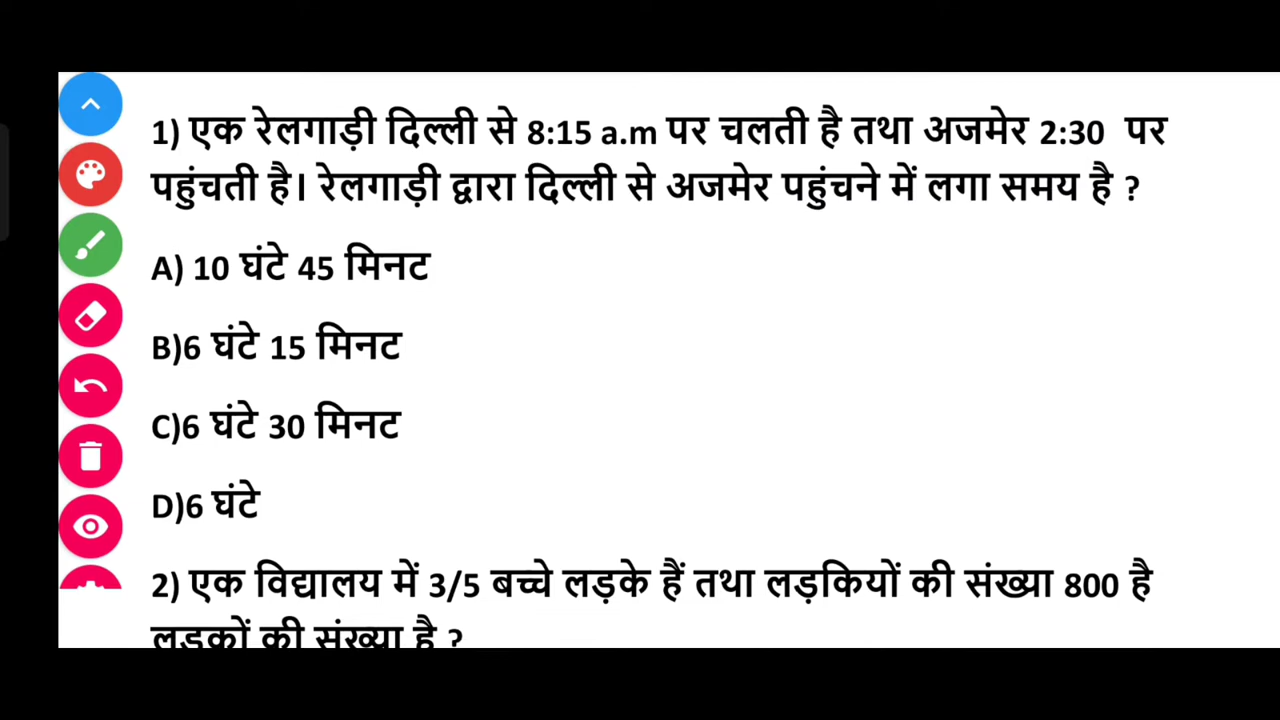 1) एक रेलगाड़ी दिल्ली से 8:15 a.m पर चलती है तथा अजमेर 2:30 पर
पहुंचती है। रेलगाड़ी द्वारा दिल्ली से अजमेर पहुंचने में लगा समय है ?
A) 10 घंटे 45 मिनट
B)6 घंटे 15 मिनट
C)6 घंटे 30 मिनट
D)6 घंटे
2) एक विद्यालय में 3/5 बच्चे लड़के हैं तथा लड़कियों की संख्या 800 है
लड़कों की संख्या है ?